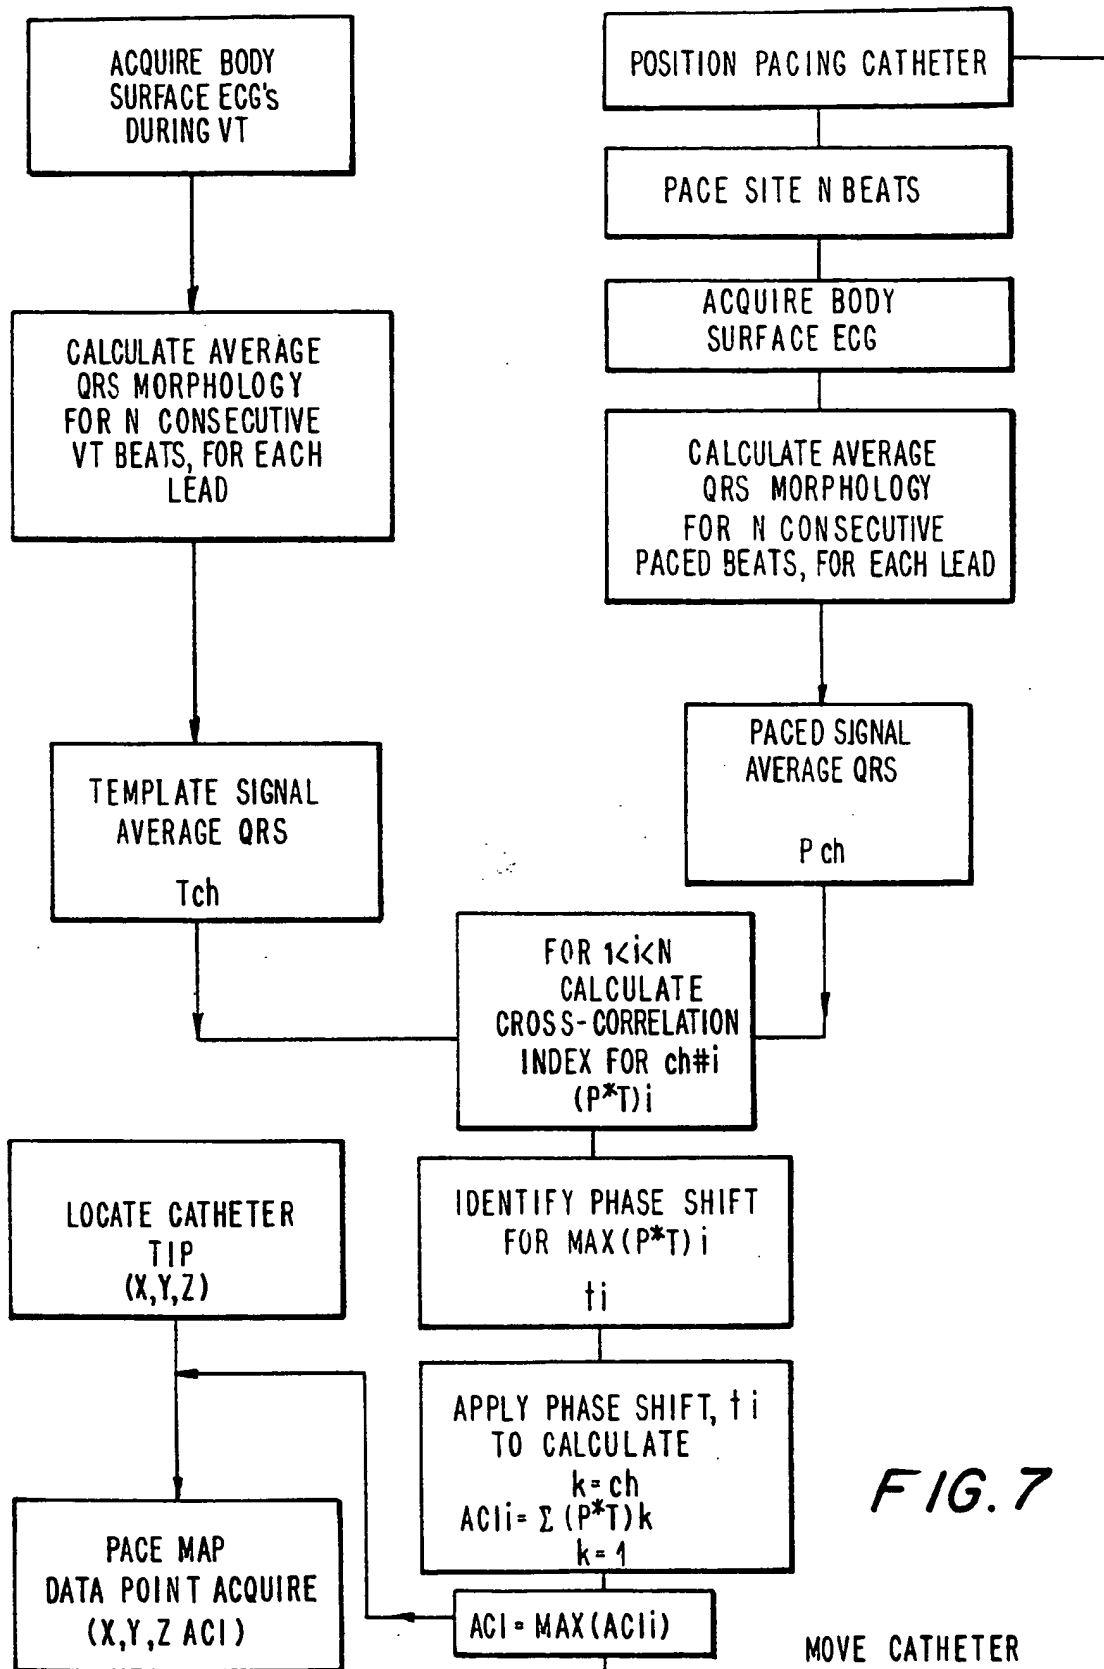 ACQUIRE BODY
SURFACE ECG's
DURING VT
CALCULATE AVERAGE
QRS MORPHOLOGY
FOR N CONSECUTIVE
VT BEATS, FOR EACH
LEAD
TEMPLATE SIGNAL
AVERAGE QRS
Tch
POSITION PACING CATHETER
PACE SITE N BEATS
ACQUIRE BODY
SURFACE ECG
CALCULATE AVERAGE
QRS MORPHOLOGY
FOR N CONSECUTIVE
PACED BEATS, FOR EACH LEAD
PACED SIGNAL
AVERAGE QRS
P ch
FOR 1<i<N
CALCULATE
CROSS-CORRELATION
INDEX FOR ch#i
(P*T)i
IDENTIFY PHASE SHIFT
FOR MAX(P*T)i
ti
APPLY PHASE SHIFT, ti
TO CALCULATE
k=ch
ACIi=Σ(P*T)k
k=1
ACI=MAX(ACIi)
LOCATE CATHETER
TIP
(X,Y,Z)
PACE MAP
DATA POINT ACQUIRE
(X,Y,Z ACI)
FIG.7
MOVE CATHETER